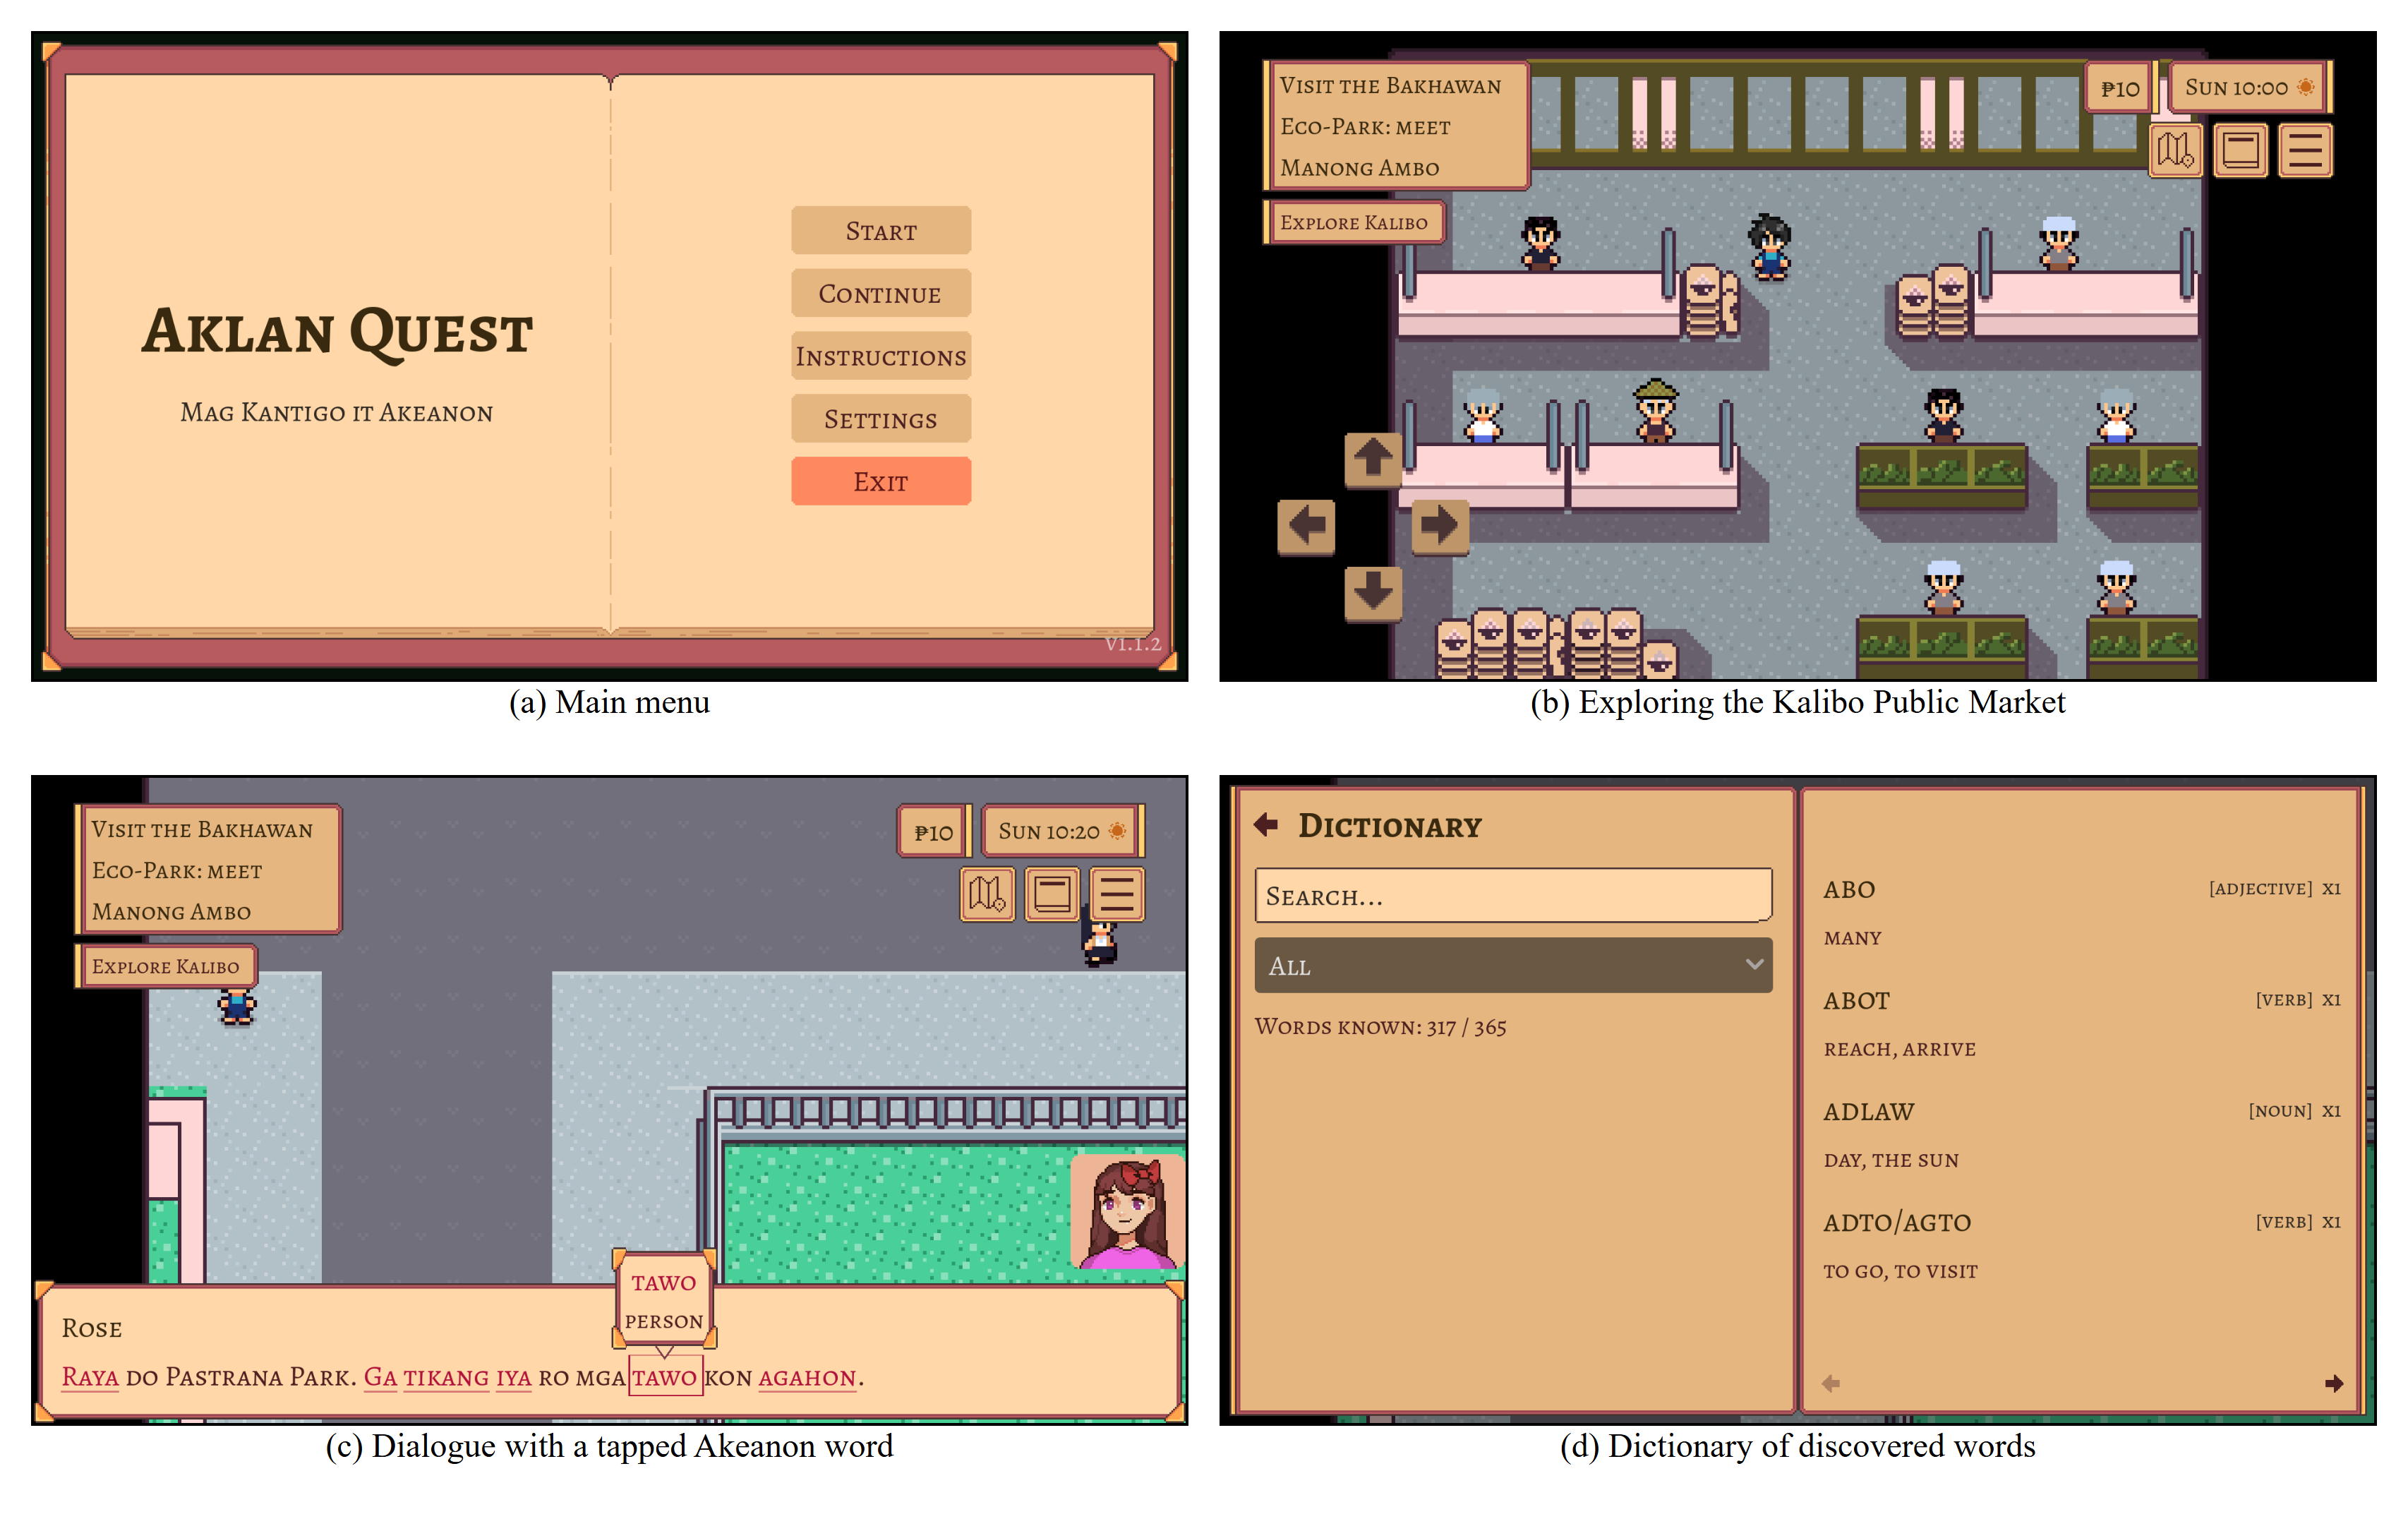 Aklan Quest
Mag Kantigo it Akeanon
Start
Continue
Instructions
Settings
Exit
v1.1.2
(a) Main menu
Visit the Bakhawan
Eco-Park: meet
Manong Ambo
Explore Kalibo
₱10
Sun 10:00
(b) Exploring the Kalibo Public Market
Visit the Bakhawan
Eco-Park: meet
Manong Ambo
Explore Kalibo
₱10
Sun 10:20
tawo
person
Rose
Raya do Pastrana Park. Ga tikang iya ro mga tawo kon agahon.
(c) Dialogue with a tapped Akeanon word
Dictionary
Search...
All
Words known: 317 / 365
abo [adjective] x1
many
abot [verb] x1
reach, arrive
adlaw [noun] x1
day, the sun
adto/agto [verb] x1
to go, to visit
(d) Dictionary of discovered words